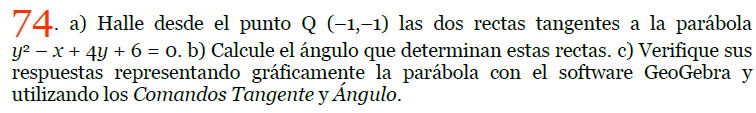 74. a) Halle desde el punto Q (−1,−1) las dos rectas tangentes a la parábola
y² − x + 4y + 6 = 0. b) Calcule el ángulo que determinan estas rectas. c) Verifique sus
respuestas representando gráficamente la parábola con el software GeoGebra y
utilizando los Comandos Tangente y Ángulo.